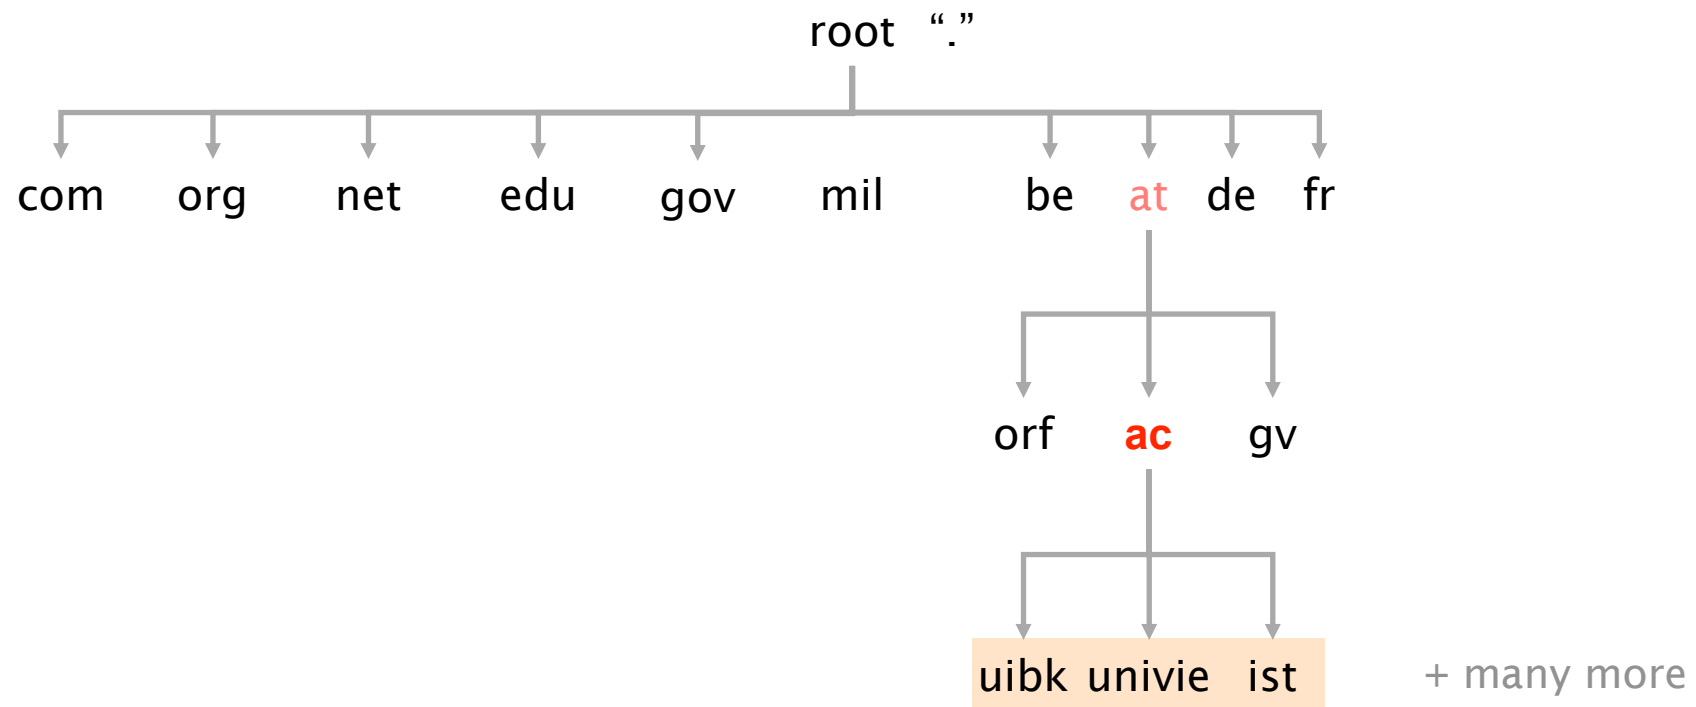 root “.”
com org net edu gov mil be at de fr
orf ac gv
uibk univie ist + many more